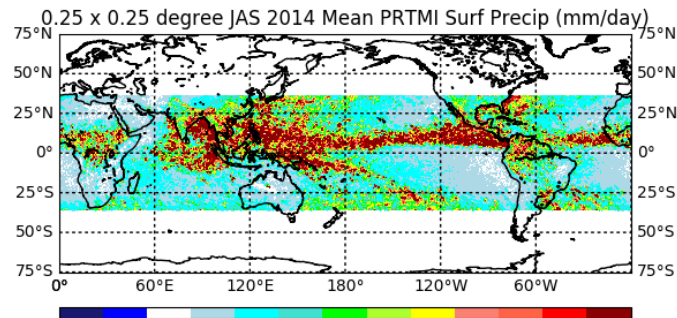 0.25 x 0.25 degree JAS 2014 Mean PRTMI Surf Precip (mm/day)
75°N 75°N
50°N 50°N
25°N 25°N
0° 0°
25°S 25°S
50°S 50°S
75°S 75°S
0° 60°E 120°E 180° 120°W 60°W